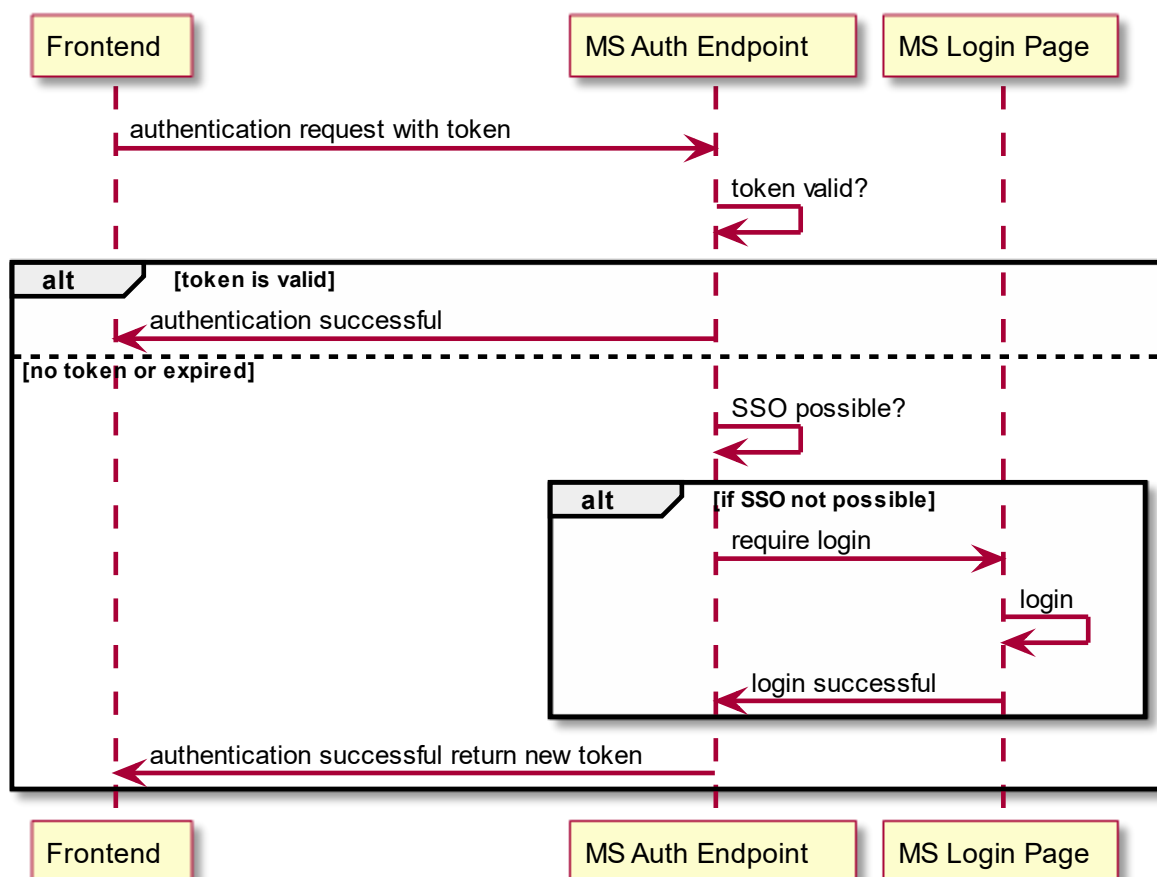 Frontend
MS Auth Endpoint
MS Login Page
authentication request with token
token valid?
alt
[token is valid]
authentication successful
[no token or expired]
SSO possible?
alt
[if SSO not possible]
require login
login
login successful
authentication successful return new token
Frontend
MS Auth Endpoint
MS Login Page